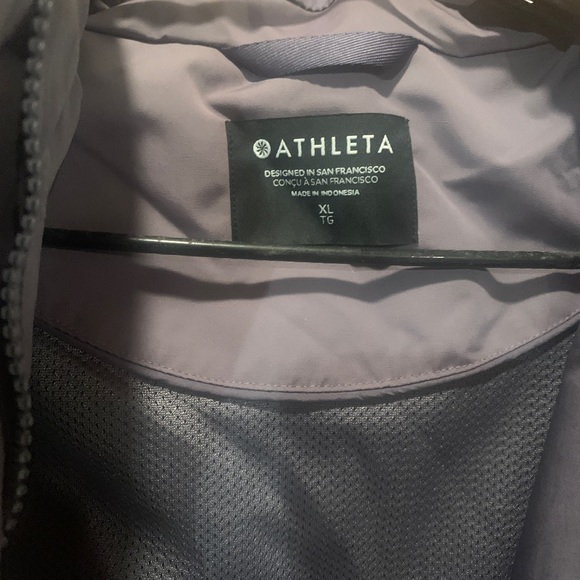 ATHLETA
DESIGNED IN SAN FRANCISCO
CONÇU À SAN FRANCISCO
MADE IN INDONESIA
XL
TG